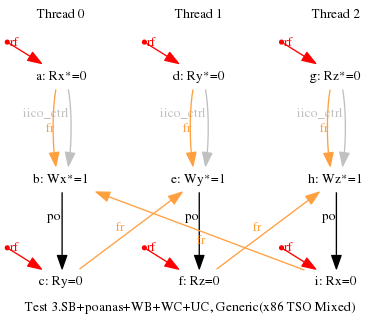 Thread 0 Thread 1 Thread 2
rf rf rf
a: Rx*=0 d: Ry*=0 g: Rz*=0
iico_ctrl iico_ctrl iico_ctrl
fr fr fr
b: Wx*=1 e: Wy*=1 h: Wz*=1
po po po
fr fr fr
rf rf rf
c: Ry=0 f: Rz=0 i: Rx=0
Test 3.SB+poanas+WB+WC+UC, Generic(x86 TSO Mixed)